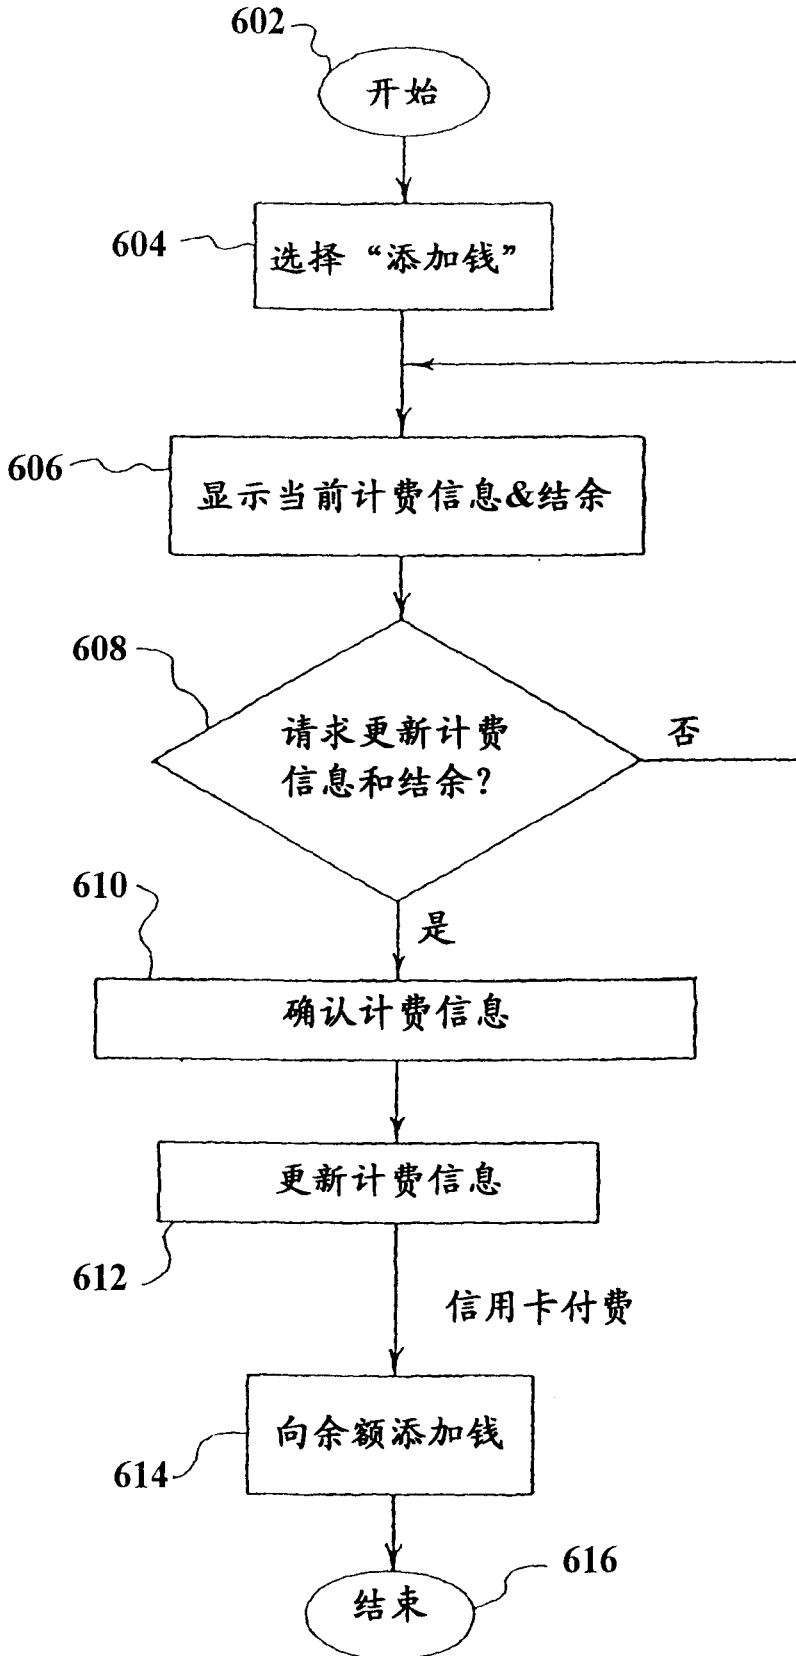 602
开始
604
选择“添加钱”
606
显示当前计费信息&结余
608
请求更新计费
信息和结余?
否
610
是
确认计费信息
更新计费信息
612
信用卡付费
向余额添加钱
614
616
结束